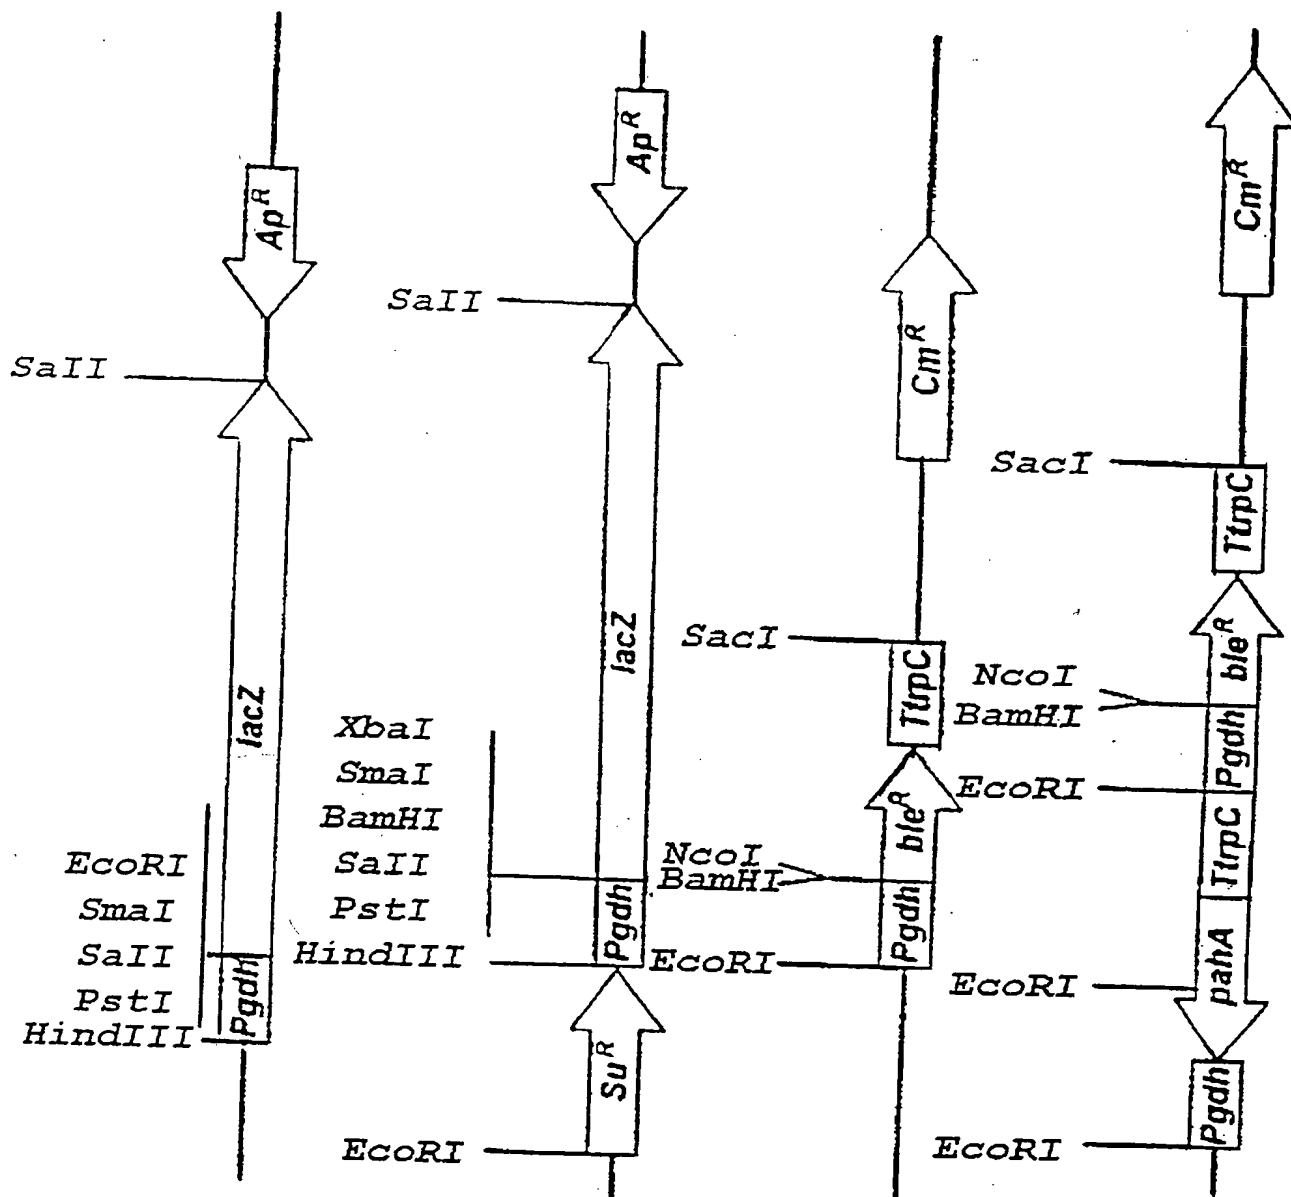 Ap^R
SaII
lacZ
EcoRI
SmaI
SaII
PstI
HindIII
Pgdh
Ap^R
SaII
lacZ
XbaI
SmaI
BamHI
SaII
PstI
HindIII
Pgdh
Su^R
EcoRI
Cm^R
SacI
TtrpC
ble^R
NcoI
BamHI
Pgdh
EcoRI
Cm^R
SacI
TtrpC
ble^R
NcoI
BamHI
Pgdh
EcoRI
TtrpC
pahA
EcoRI
Pgdh
EcoRI